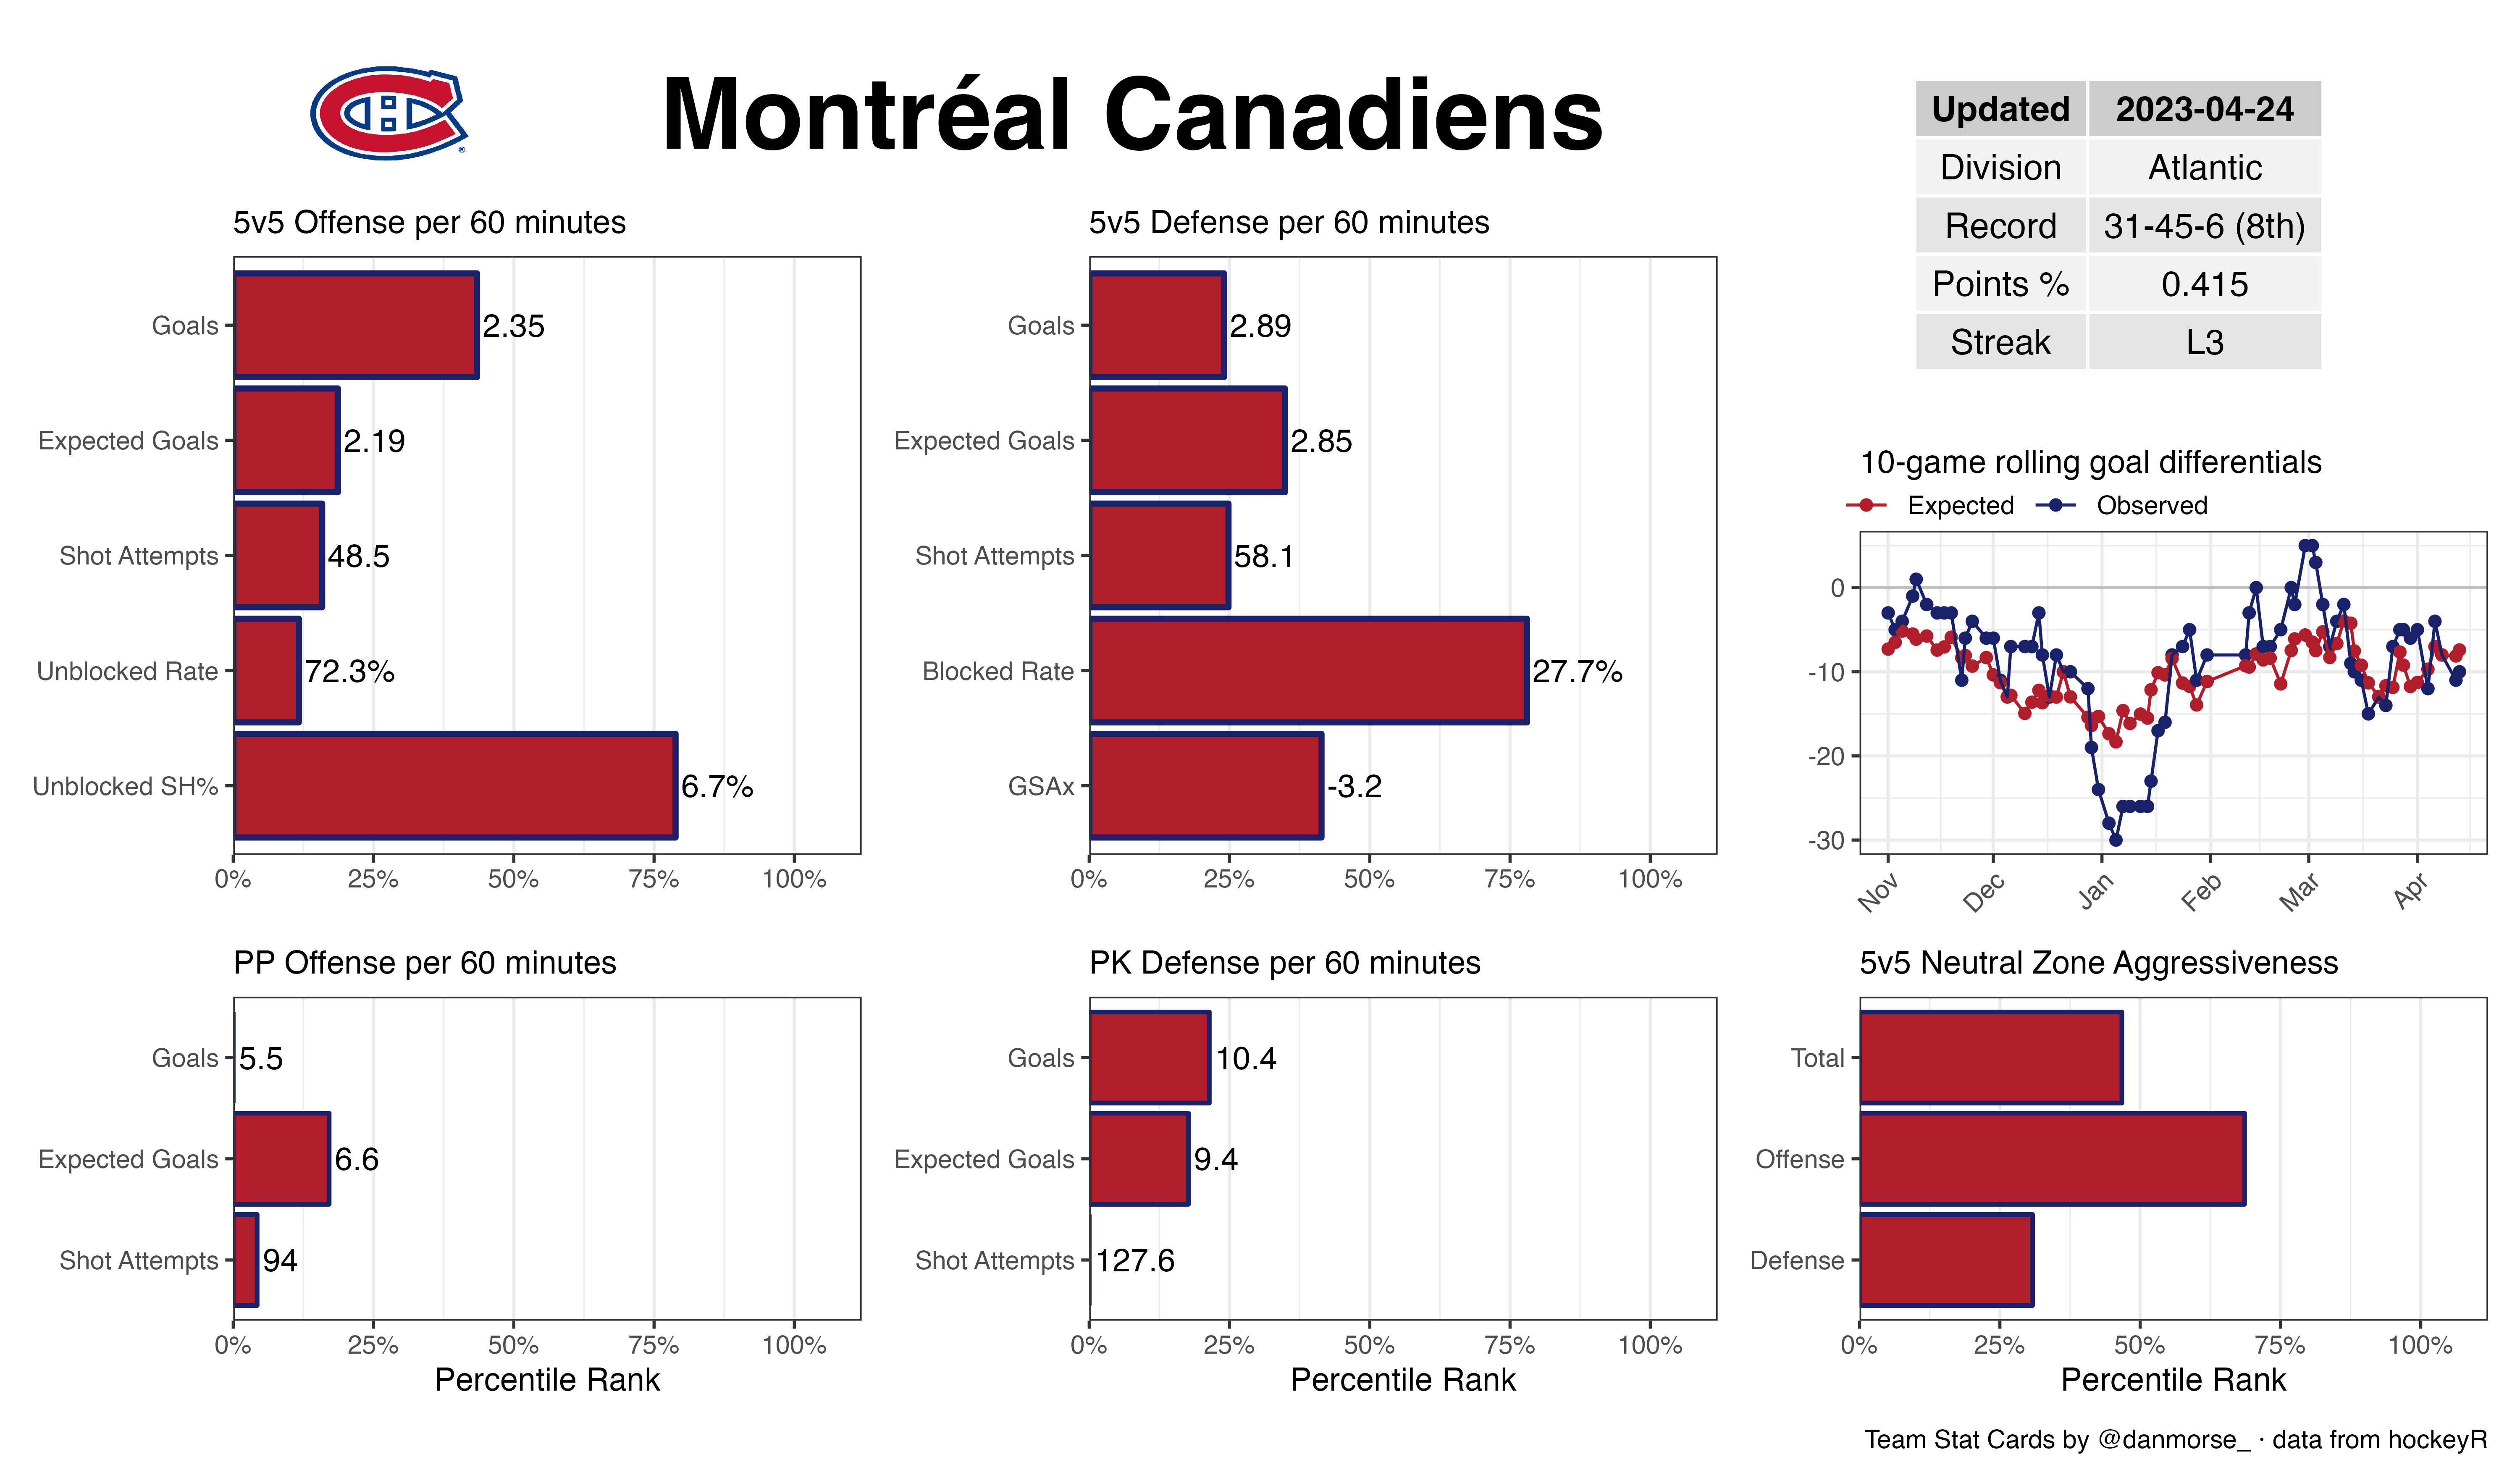 Montréal Canadiens
Updated 2023-04-24
Division Atlantic
Record 31-45-6 (8th)
Points % 0.415
Streak L3
®
5v5 Offense per 60 minutes
Goals 2.35
Expected Goals 2.19
Shot Attempts 48.5
Unblocked Rate 72.3%
Unblocked SH% 6.7%
0% 25% 50% 75% 100%
5v5 Defense per 60 minutes
Goals 2.89
Expected Goals 2.85
Shot Attempts 58.1
Blocked Rate 27.7%
GSAx -3.2
0% 25% 50% 75% 100%
10-game rolling goal differentials
Expected Observed
0
-10
-20
-30
Nov Dec Jan Feb Mar Apr
PP Offense per 60 minutes
Goals 5.5
Expected Goals 6.6
Shot Attempts 94
0% 25% 50% 75% 100%
Percentile Rank
PK Defense per 60 minutes
Goals 10.4
Expected Goals 9.4
Shot Attempts 127.6
0% 25% 50% 75% 100%
Percentile Rank
5v5 Neutral Zone Aggressiveness
Total
Offense
Defense
0% 25% 50% 75% 100%
Percentile Rank
Team Stat Cards by @danmorse_ · data from hockeyR